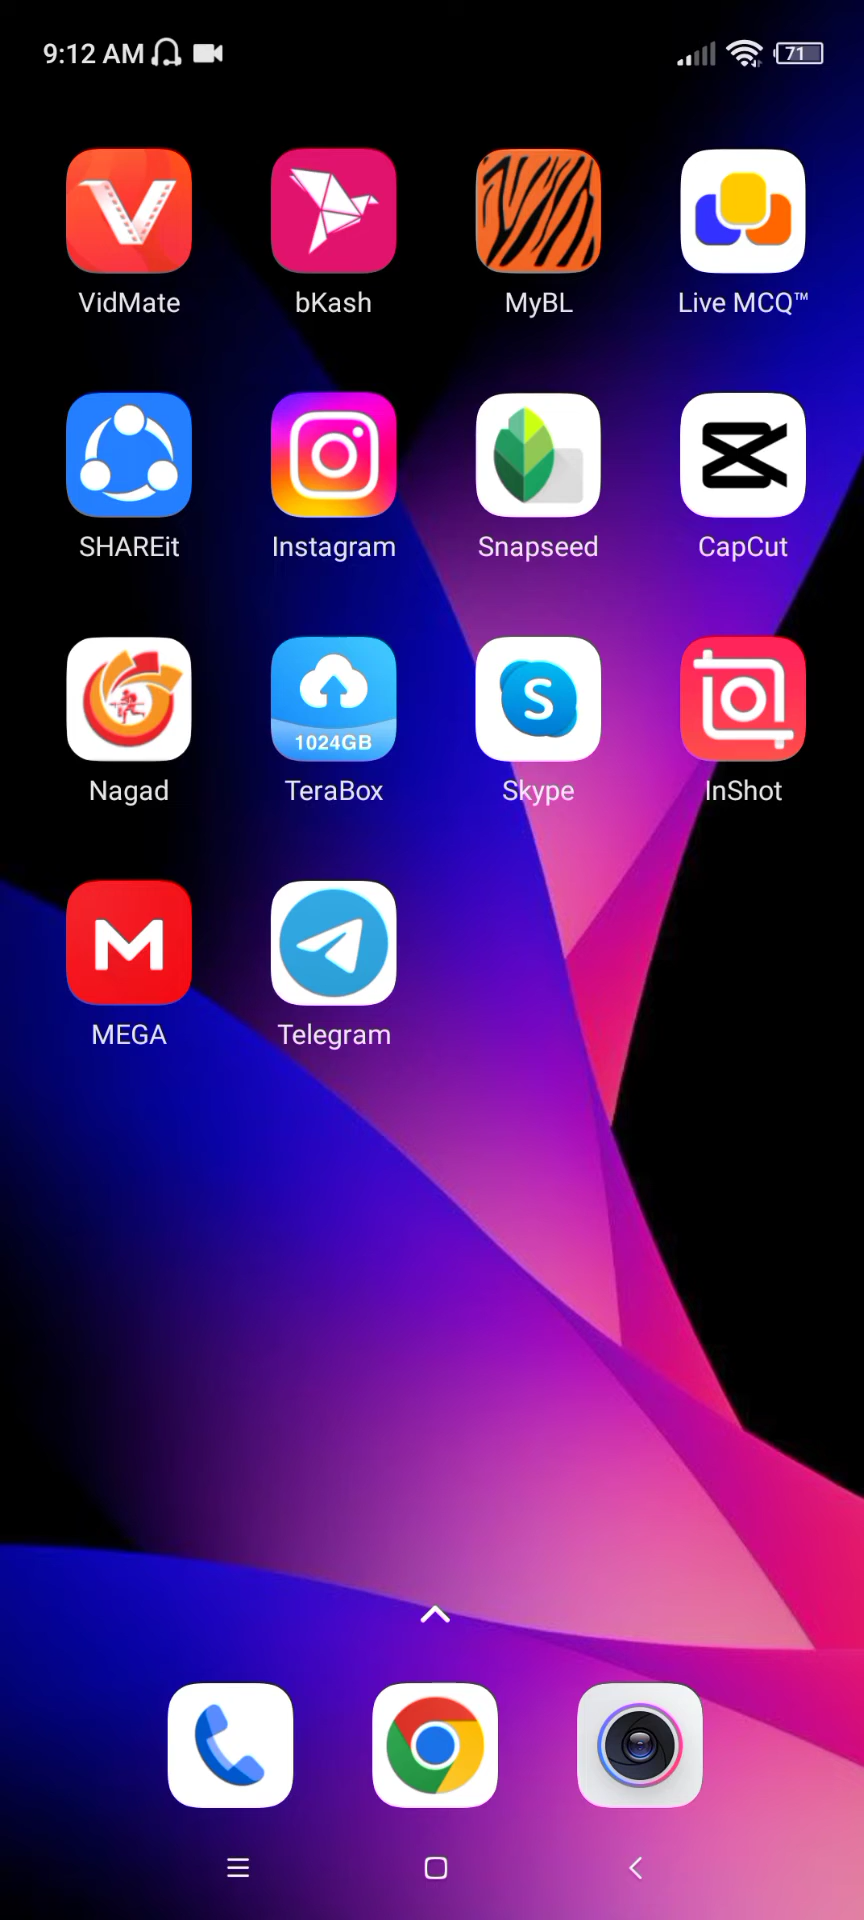 9:12 AM 71
VidMate bKash MyBL Live MCQ™
SHAREit Instagram Snapseed CapCut
1024GB
Nagad TeraBox Skype InShot
MEGA Telegram